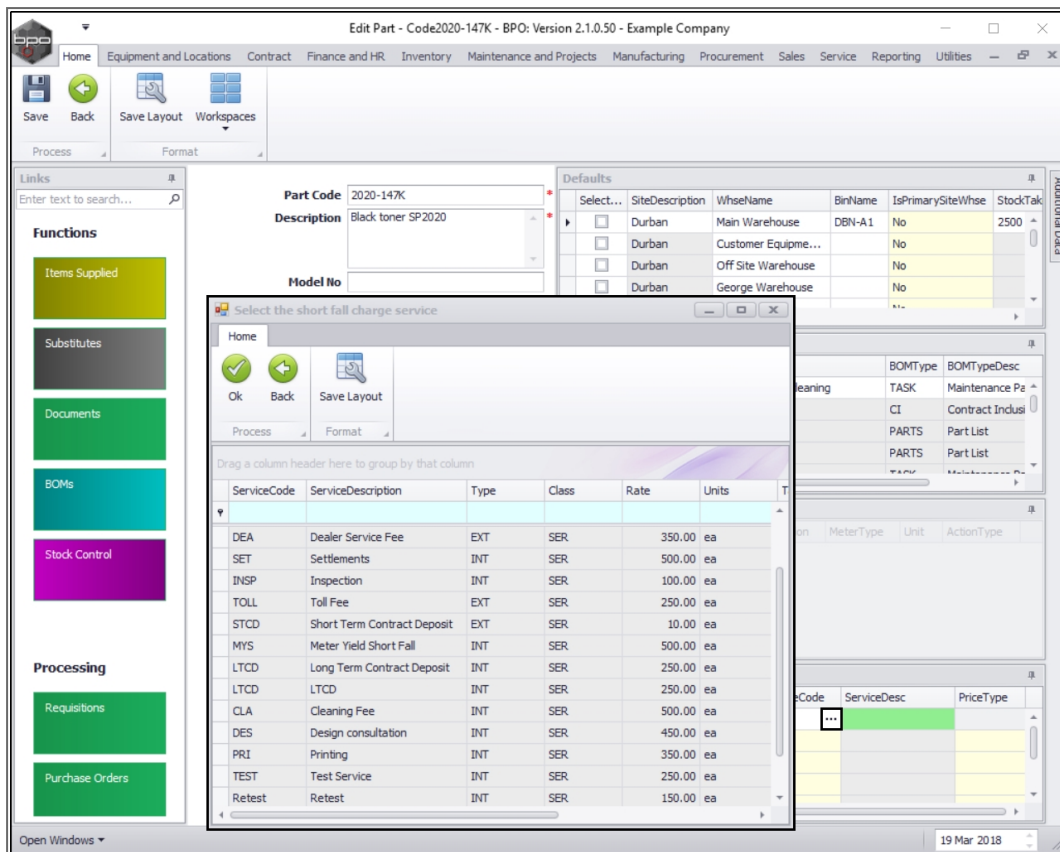 Edit Part - Code2020-147K - BPO: Version 2.1.0.50 - Example Company
bpo
Home Equipment and Locations Contract Finance and HR Inventory Maintenance and Projects Manufacturing Procurement Sales Service Reporting Utilities
Save Back Save Layout Workspaces
Process Format
Links
Enter text to search...
Functions
Items Supplied
Substitutes
Documents
BOMs
Stock Control
Processing
Requisitions
Purchase Orders
Part Code 2020-147K *
Description Black toner SP2020 *
Model No
Defaults
Select... SiteDescription WhseName BinName IsPrimarySiteWhse StockTak
Durban Main Warehouse DBN-A1 No 2500
Durban Customer Equipme... No
Durban Off Site Warehouse No
Durban George Warehouse No
Additional Data
BOMType BOMTypeDesc
leaning TASK Maintenance Pa
CI Contract Indusi
PARTS Part List
PARTS Part List
on MeterType Unit ActionType
eCode ServiceDesc PriceType
...
Select the short fall charge service
Home
Ok Back Save Layout
Process Format
Drag a column header here to group by that column
ServiceCode ServiceDescription Type Class Rate Units T
DEA Dealer Service Fee EXT SER 350.00 ea
SET Settlements INT SER 500.00 ea
INSP Inspection INT SER 100.00 ea
TOLL Toll Fee EXT SER 250.00 ea
STCD Short Term Contract Deposit EXT SER 10.00 ea
MYS Meter Yield Short Fall INT SER 500.00 ea
LTCD Long Term Contract Deposit INT SER 250.00 ea
LTCD LTCD INT SER 250.00 ea
CLA Cleaning Fee INT SER 500.00 ea
DES Design consultation INT SER 450.00 ea
PRI Printing INT SER 350.00 ea
TEST Test Service INT SER 250.00 ea
Retest Retest INT SER 150.00 ea
Open Windows
19 Mar 2018